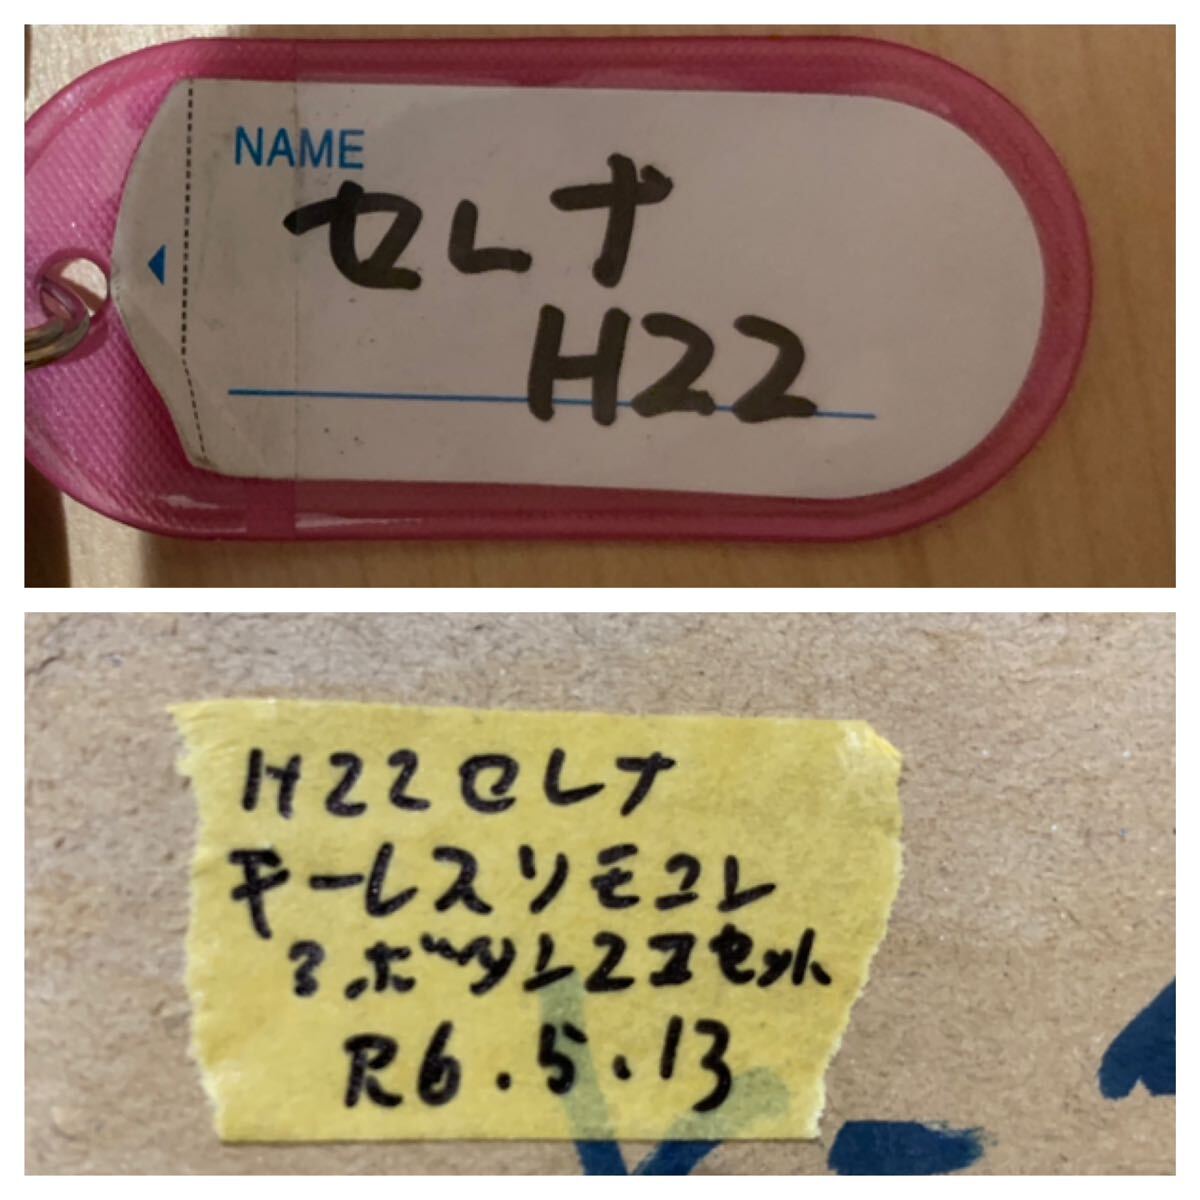 NAME
セレナ
H22
H22セレナ
キーレスリモコン
3ボタン2コセット
R6.5.13